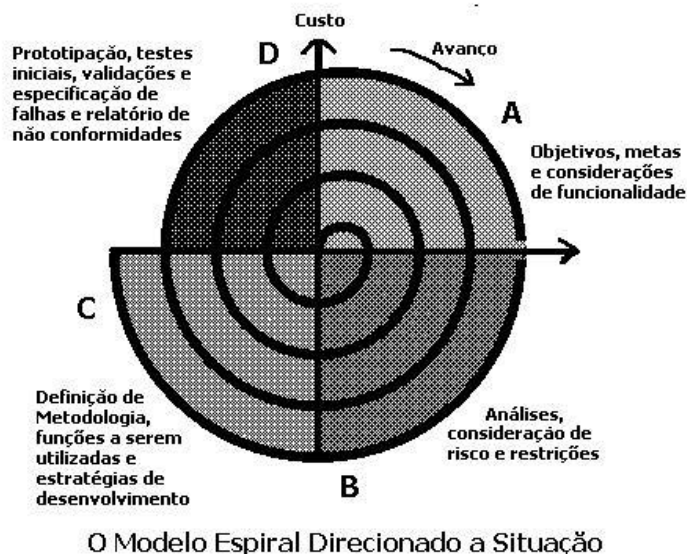 Custo
D
Avanço
Prototipação, testes
iniciais, validações e
especificação de
falhas e relatório de
não conformidades
A
Objetivos, metas
e considerações
de funcionalidade
C
Definição de
Metodologia,
funções a serem
utilizadas e
estratégias de
desenvolvimento
Análises,
consideração de
risco e restrições
B
O Modelo Espiral Direcionado a Situação